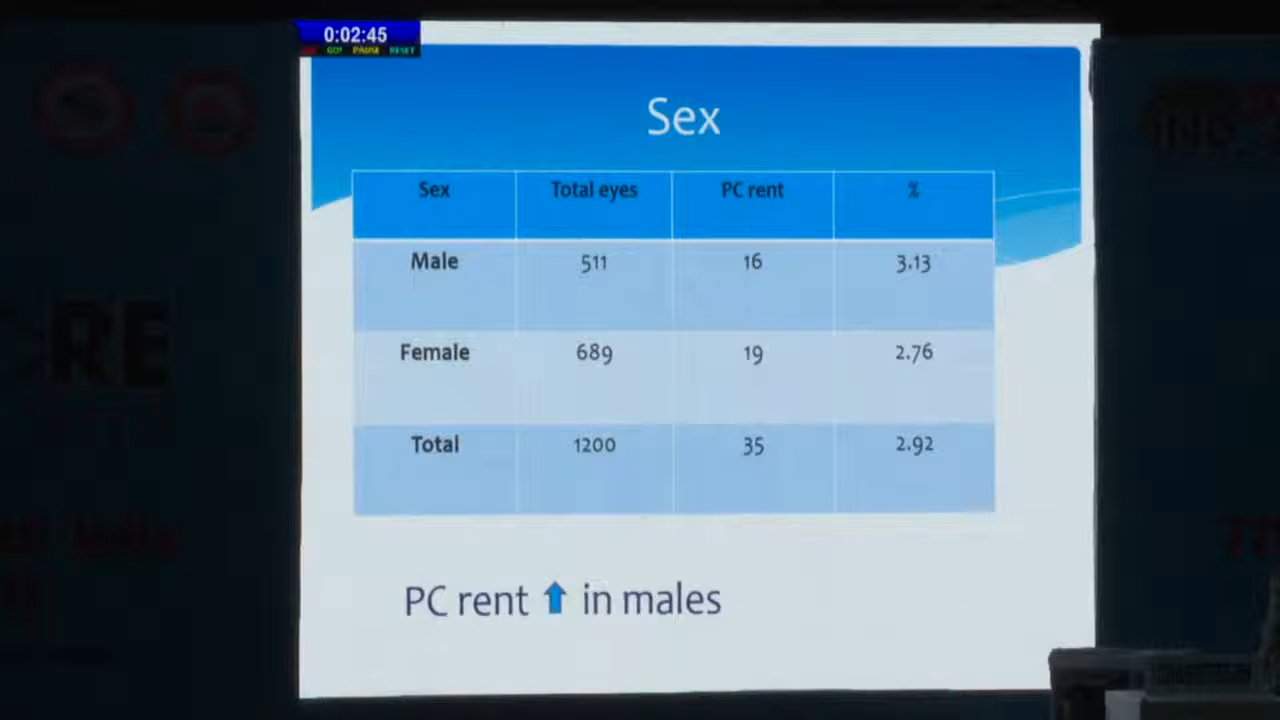 0:02:45
GO! PAUSE RESET
Sex
Sex Total eyes PC rent %
Male 511 16 3.13
Female 689 19 2.76
Total 1200 35 2.92
RE
PC rent in males